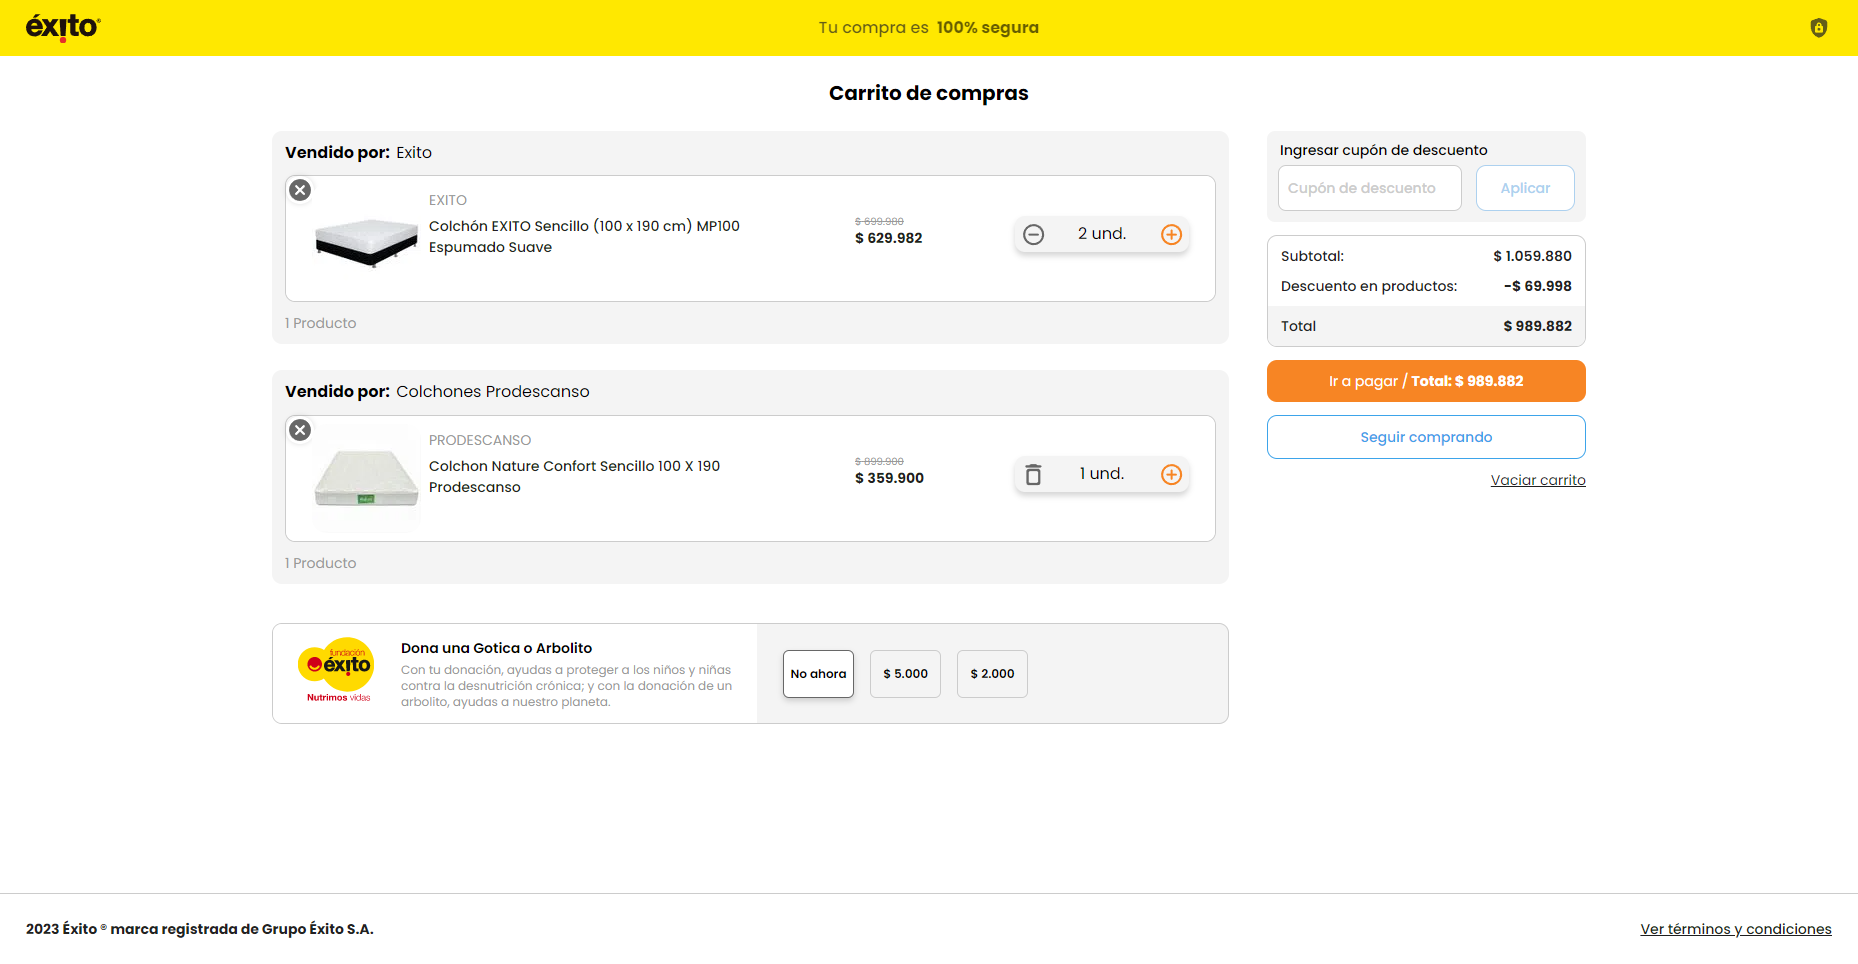 éxito®
Tu compra es 100% segura
Carrito de compras
Vendido por: Exito
EXITO
Colchón EXITO Sencillo (100 x 190 cm) MP100
Espumado Suave
$ 699.980
$ 629.982
2 und.
1 Producto
Vendido por: Colchones Prodescanso
PRODESCANSO
Colchon Nature Confort Sencillo 100 X 190
Prodescanso
$ 899.900
$ 359.900
1 und.
1 Producto
fundación
éxito
Nutrimos vidas
Dona una Gotica o Arbolito
Con tu donación, ayudas a proteger a los niños y niñas
contra la desnutrición crónica; y con la donación de un
arbolito, ayudas a nuestro planeta.
No ahora
$ 5.000
$ 2.000
Ingresar cupón de descuento
Cupón de descuento
Aplicar
Subtotal: $ 1.059.880
Descuento en productos: -$ 69.998
Total $ 989.882
Ir a pagar / Total: $ 989.882
Seguir comprando
Vaciar carrito
2023 Éxito ® marca registrada de Grupo Éxito S.A.
Ver términos y condiciones